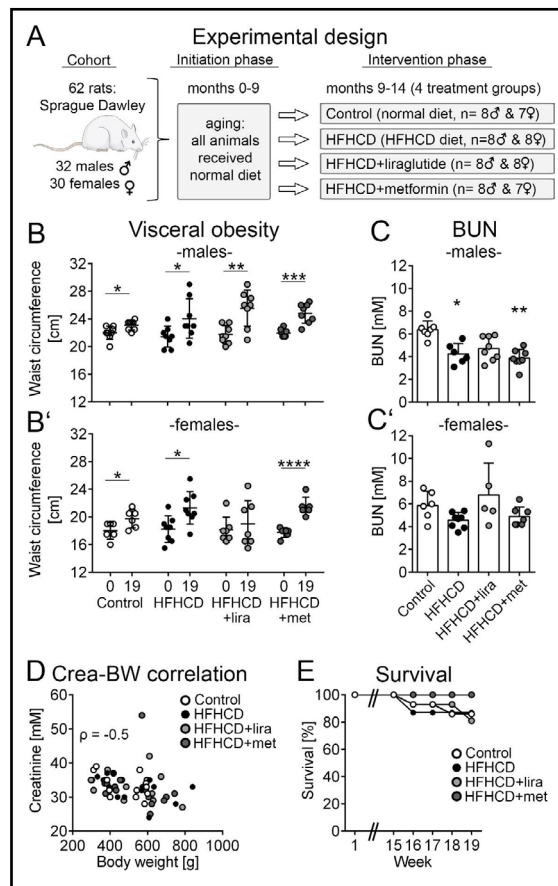 A
Experimental design
Cohort
Initiation phase
Intervention phase
62 rats:
Sprague Dawley
32 males ♂
30 females ♀
months 0-9
aging:
all animals
received
normal diet
months 9-14 (4 treatment groups)
Control (normal diet, n= 8♂ & 7♀)
HFHCD (HFHCD diet, n=8♂ & 8♀)
HFHCD+liraglutide (n= 8♂ & 8♀)
HFHCD+metformin (n= 8♂ & 7♀)
B
Visceral obesity
-males-
Waist circumference
[cm]
28
24
20
16
12
* * ** ***
B'
-females-
Waist circumference
[cm]
28
24
20
16
12
* * ****
0 19 0 19 0 19 0 19
Control HFHCD HFHCD
+lira
HFHCD
+met
C
BUN
-males-
BUN [mM]
12
10
8
6
4
2
0
* **
C'
-females-
BUN [mM]
12
10
8
6
4
2
0
Control
HFHCD
HFHCD+lira
HFHCD+met
D
Crea-BW correlation
Creatinine [mM]
60
50
40
30
20
ρ = -0.5
Control
HFHCD
HFHCD+lira
HFHCD+met
200 400 600 800 1000
Body weight [g]
E
Survival
Survival [%]
100
80
60
40
20
0
Control
HFHCD
HFHCD+lira
HFHCD+met
1 15 16 17 18 19
Week